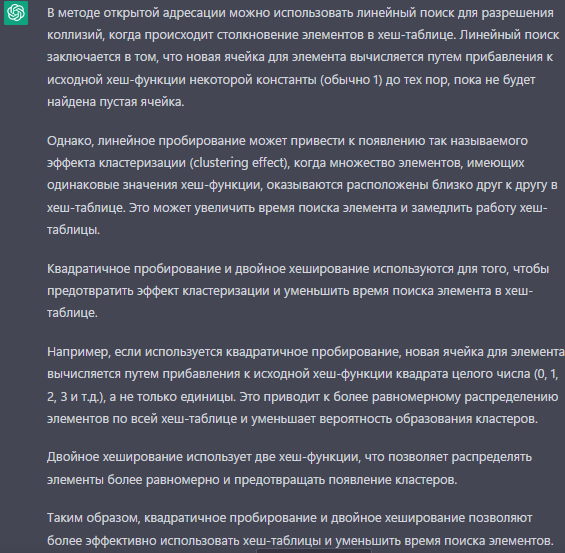 В методе открытой адресации можно использовать линейный поиск для разрешения
коллизий, когда происходит столкновение элементов в хеш-таблице. Линейный поиск
заключается в том, что новая ячейка для элемента вычисляется путем прибавления к
исходной хеш-функции некоторой константы (обычно 1) до тех пор, пока не будет
найдена пустая ячейка.
Однако, линейное пробирование может привести к появлению так называемого
эффекта кластеризации (clustering effect), когда множество элементов, имеющих
одинаковые значения хеш-функции, оказываются расположены близко друг к другу в
хеш-таблице. Это может увеличить время поиска элемента и замедлить работу хеш-
таблицы.
Квадратичное пробирование и двойное хеширование используются для того, чтобы
предотвратить эффект кластеризации и уменьшить время поиска элемента в хеш-
таблице.
Например, если используется квадратичное пробирование, новая ячейка для элемента
вычисляется путем прибавления к исходной хеш-функции квадрата целого числа (0, 1,
2, 3 и т.д.), а не только единицы. Это приводит к более равномерному распределению
элементов по всей хеш-таблице и уменьшает вероятность образования кластеров.
Двойное хеширование использует две хеш-функции, что позволяет распределять
элементы более равномерно и предотвращать появление кластеров.
Таким образом, квадратичное пробирование и двойное хеширование позволяют
более эффективно использовать хеш-таблицы и уменьшить время поиска элементов.